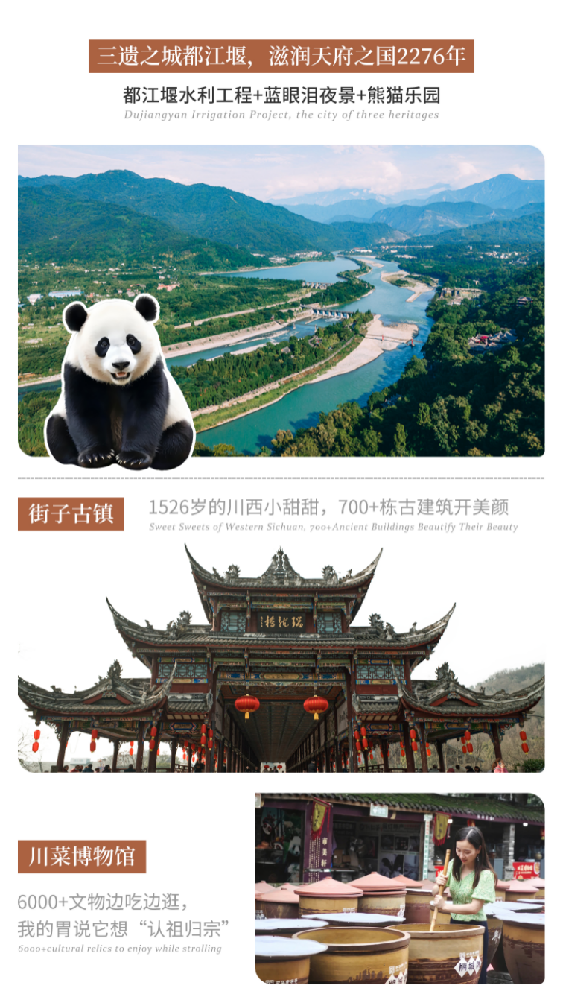 三遗之城都江堰，滋润天府之国2276年
都江堰水利工程+蓝眼泪夜景+熊猫乐园
Dujiangyan Irrigation Project, the city of three heritages
街子古镇
1526岁的川西小甜甜，700+栋古建筑开美颜
Sweet Sweets of Western Sichuan, 700+Ancient Buildings Beautify Their Beauty
瑞龙桥
川菜博物馆
6000+文物边吃边逛，
我的胃说它想“认祖归宗”
6000+cultural relics to enjoy while strolling
鹃城